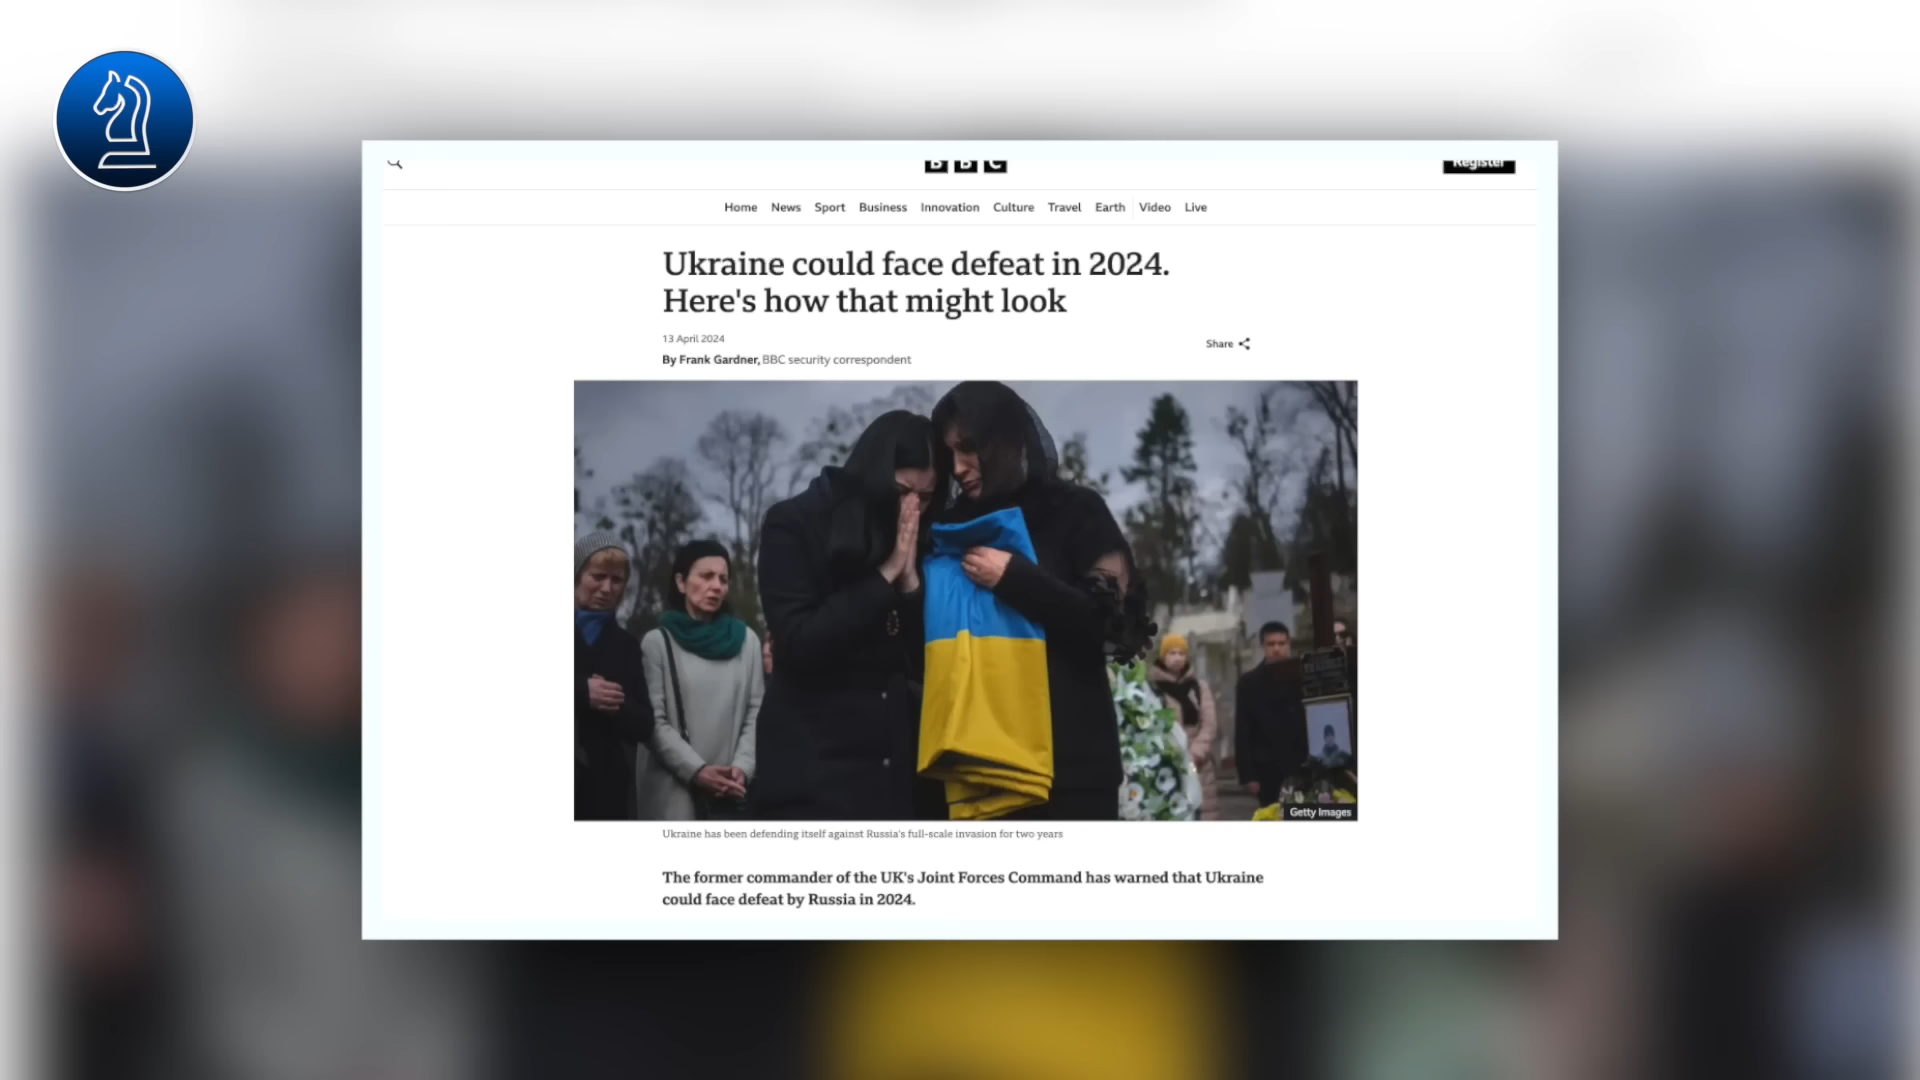 BBC
Register
Home News Sport Business Innovation Culture Travel Earth Video Live
Ukraine could face defeat in 2024.
Here's how that might look
13 April 2024
Share
By Frank Gardner, BBC security correspondent
Getty Images
Ukraine has been defending itself against Russia's full-scale invasion for two years
The former commander of the UK's Joint Forces Command has warned that Ukraine
could face defeat by Russia in 2024.